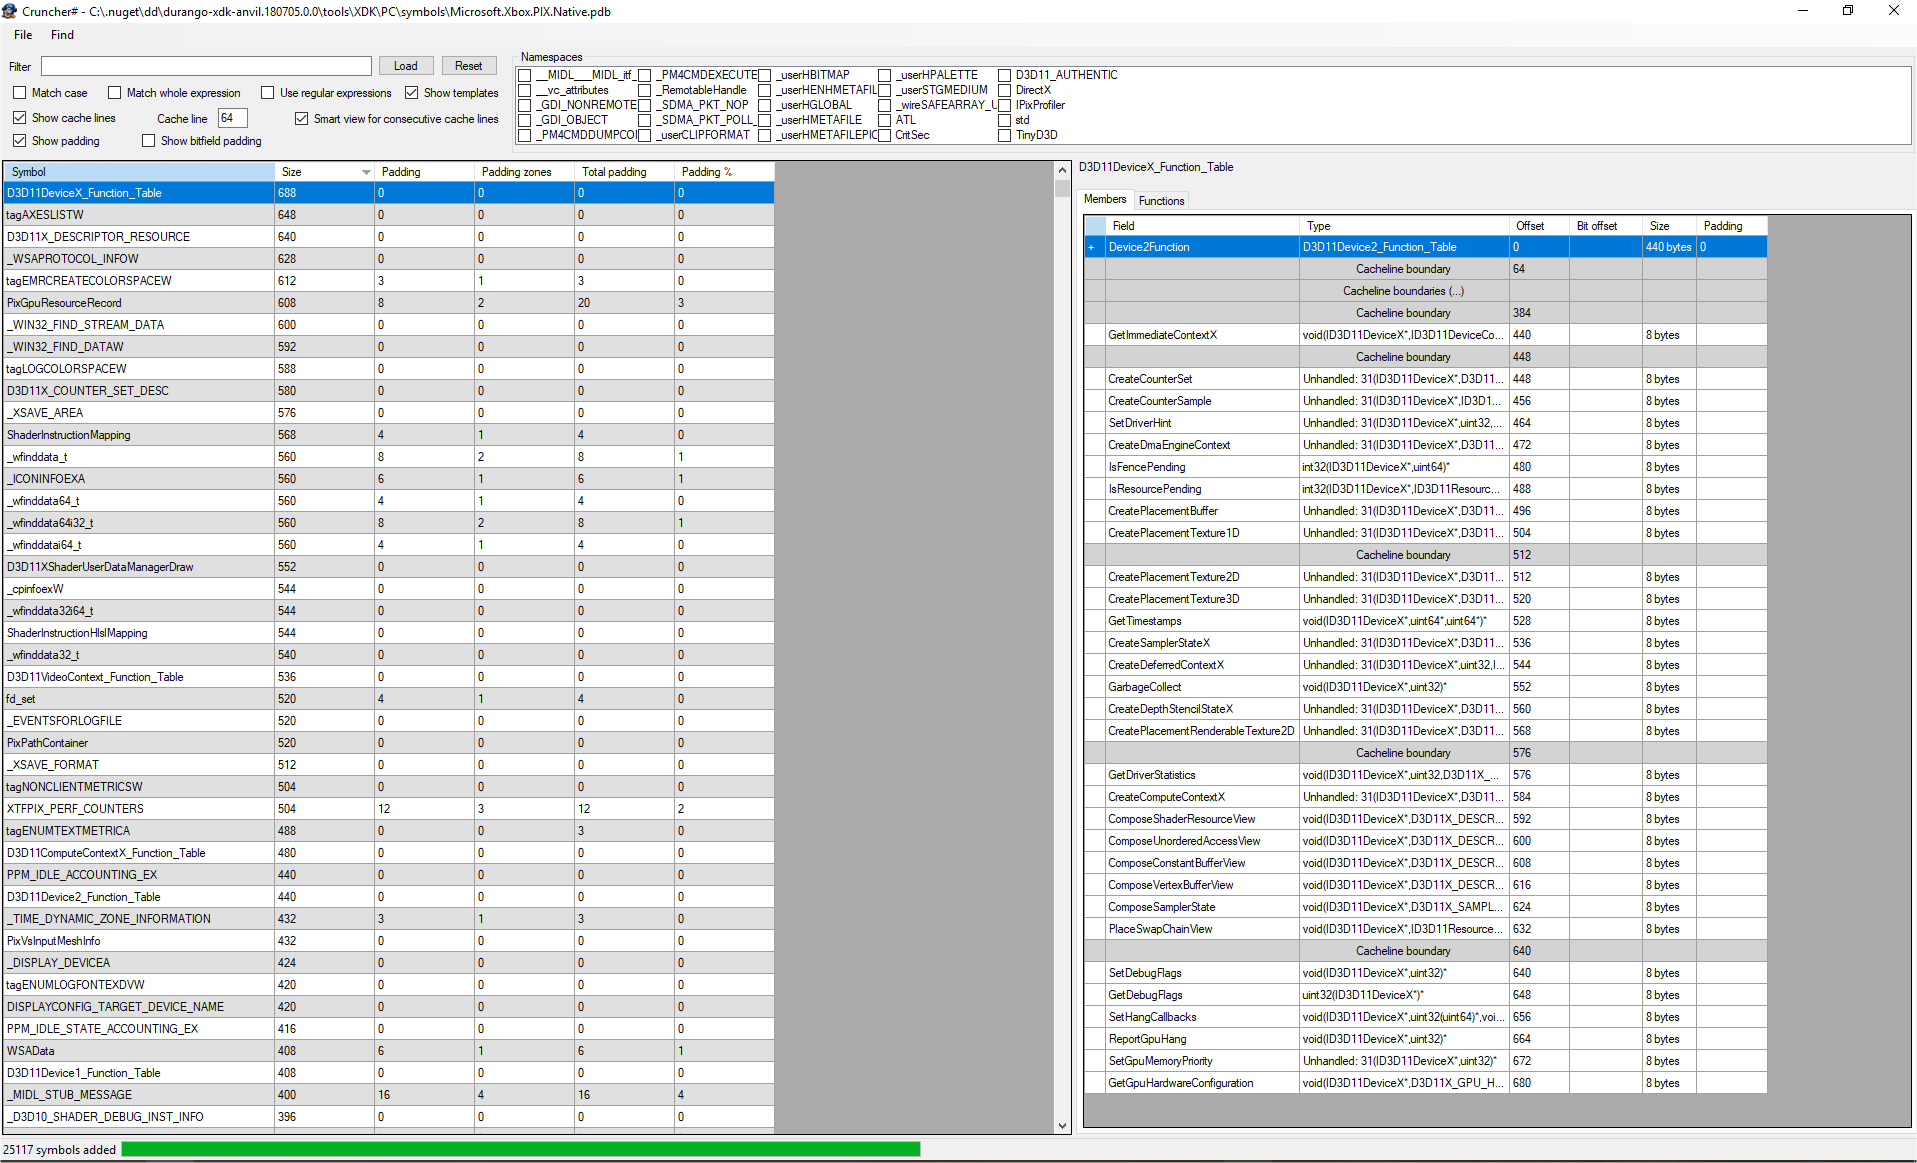 Cruncher# - C:\.nuget\dd\durango-xdk-anvil.180705.0.0\tools\XDK\PC\symbols\Microsoft.Xbox.PIX.Native.pdb
File Find
Filter Load Reset
Match case Match whole expression Use regular expressions Show templates
Show cache lines Cache line 64 Smart view for consecutive cache lines
Show padding Show bitfield padding
Namespaces
__MIDL___MIDL_itf_ _PM4CMDEXECUTE _userHBITMAP _userHPALETTE D3D11_AUTHENTIC
__vc_attributes _RemotableHandle _userHENHMETAFIL _userSTGMEDIUM DirectX
_GDI_NONREMOTE _SDMA_PKT_NOP _userHGLOBAL _wireSAFEARRAY_U IPixProfiler
_GDI_OBJECT _SDMA_PKT_POLL_ _userHMETAFILE ATL std
_PM4CMDDUMPCOI _userCLIPFORMAT _userHMETAFILEPIC CritSec TinyD3D
Symbol Size Padding Padding zones Total padding Padding %
D3D11DeviceX_Function_Table 688 0 0 0 0
tagAXESLISTW 648 0 0 0 0
D3D11X_DESCRIPTOR_RESOURCE 640 0 0 0 0
_WSAPROTOCOL_INFOW 628 0 0 0 0
tagEMRCREATECOLORSPACEW 612 3 1 3 0
PixGpuResourceRecord 608 8 2 20 3
_WIN32_FIND_STREAM_DATA 600 0 0 0 0
_WIN32_FIND_DATAW 592 0 0 0 0
tagLOGCOLORSPACEW 588 0 0 0 0
D3D11X_COUNTER_SET_DESC 580 0 0 0 0
_XSAVE_AREA 576 0 0 0 0
ShaderInstructionMapping 568 4 1 4 0
_wfinddata_t 560 8 2 8 1
_ICONINFOEXA 560 6 1 6 1
_wfinddata64_t 560 4 1 4 0
_wfinddata64i32_t 560 8 2 8 1
_wfinddatai64_t 560 4 1 4 0
D3D11XShaderUserDataManagerDraw 552 0 0 0 0
_cpinfoexW 544 0 0 0 0
_wfinddata32i64_t 544 0 0 0 0
ShaderInstructionHlslMapping 544 0 0 0 0
_wfinddata32_t 540 0 0 0 0
D3D11VideoContext_Function_Table 536 0 0 0 0
fd_set 520 4 1 4 0
_EVENTSFORLOGFILE 520 0 0 0 0
PixPathContainer 520 0 0 0 0
_XSAVE_FORMAT 512 0 0 0 0
tagNONCLIENTMETRICSW 504 0 0 0 0
XTFPIX_PERF_COUNTERS 504 12 3 12 2
tagENUMTEXTMETRICA 488 0 0 3 0
D3D11ComputeContextX_Function_Table 480 0 0 0 0
PPM_IDLE_ACCOUNTING_EX 440 0 0 0 0
D3D11Device2_Function_Table 440 0 0 0 0
_TIME_DYNAMIC_ZONE_INFORMATION 432 3 1 3 0
PixVsInputMeshInfo 432 0 0 0 0
_DISPLAY_DEVICEA 424 0 0 0 0
tagENUMLOGFONTEXDVW 420 0 0 0 0
DISPLAYCONFIG_TARGET_DEVICE_NAME 420 0 0 0 0
PPM_IDLE_STATE_ACCOUNTING_EX 416 0 0 0 0
WSAData 408 6 1 6 1
D3D11Device1_Function_Table 408 0 0 0 0
_MIDL_STUB_MESSAGE 400 16 4 16 4
_D3D10_SHADER_DEBUG_INST_INFO 396 0 0 0 0
D3D11DeviceX_Function_Table
Members Functions
Field Type Offset Bit offset Size Padding
+ Device2Function D3D11Device2_Function_Table 0 440 bytes 0
Cacheline boundary 64
Cacheline boundaries (...)
Cacheline boundary 384
GetImmediateContextX void(ID3D11DeviceX*,ID3D11DeviceCo... 440 8 bytes
Cacheline boundary 448
CreateCounterSet Unhandled: 31(ID3D11DeviceX*,D3D11... 448 8 bytes
CreateCounterSample Unhandled: 31(ID3D11DeviceX*,ID3D1... 456 8 bytes
SetDriverHint Unhandled: 31(ID3D11DeviceX*,uint32,... 464 8 bytes
CreateDmaEngineContext Unhandled: 31(ID3D11DeviceX*,D3D11... 472 8 bytes
IsFencePending int32(ID3D11DeviceX*,uint64)* 480 8 bytes
IsResourcePending int32(ID3D11DeviceX*,ID3D11Resourc... 488 8 bytes
CreatePlacementBuffer Unhandled: 31(ID3D11DeviceX*,D3D11... 496 8 bytes
CreatePlacementTexture1D Unhandled: 31(ID3D11DeviceX*,D3D11... 504 8 bytes
Cacheline boundary 512
CreatePlacementTexture2D Unhandled: 31(ID3D11DeviceX*,D3D11... 512 8 bytes
CreatePlacementTexture3D Unhandled: 31(ID3D11DeviceX*,D3D11... 520 8 bytes
GetTimestamps void(ID3D11DeviceX*,uint64*,uint64*)* 528 8 bytes
CreateSamplerStateX Unhandled: 31(ID3D11DeviceX*,D3D11... 536 8 bytes
CreateDeferredContextX Unhandled: 31(ID3D11DeviceX*,uint32,I... 544 8 bytes
GarbageCollect void(ID3D11DeviceX*,uint32)* 552 8 bytes
CreateDepthStencilStateX Unhandled: 31(ID3D11DeviceX*,D3D11... 560 8 bytes
CreatePlacementRenderableTexture2D Unhandled: 31(ID3D11DeviceX*,D3D11... 568 8 bytes
Cacheline boundary 576
GetDriverStatistics void(ID3D11DeviceX*,uint32,D3D11X_... 576 8 bytes
CreateComputeContextX Unhandled: 31(ID3D11DeviceX*,D3D11... 584 8 bytes
ComposeShaderResourceView void(ID3D11DeviceX*,D3D11X_DESCR... 592 8 bytes
ComposeUnorderedAccessView void(ID3D11DeviceX*,D3D11X_DESCR... 600 8 bytes
ComposeConstantBufferView void(ID3D11DeviceX*,D3D11X_DESCR... 608 8 bytes
ComposeVertexBufferView void(ID3D11DeviceX*,D3D11X_DESCR... 616 8 bytes
ComposeSamplerState void(ID3D11DeviceX*,D3D11X_SAMPL... 624 8 bytes
PlaceSwapChainView void(ID3D11DeviceX*,ID3D11Resource... 632 8 bytes
Cacheline boundary 640
SetDebugFlags void(ID3D11DeviceX*,uint32)* 640 8 bytes
GetDebugFlags uint32(ID3D11DeviceX*)* 648 8 bytes
SetHangCallbacks void(ID3D11DeviceX*,uint32(uint64)*,voi... 656 8 bytes
ReportGpuHang void(ID3D11DeviceX*,uint32)* 664 8 bytes
SetGpuMemoryPriority Unhandled: 31(ID3D11DeviceX*,uint32)* 672 8 bytes
GetGpuHardwareConfiguration void(ID3D11DeviceX*,D3D11X_GPU_H... 680 8 bytes
25117 symbols added